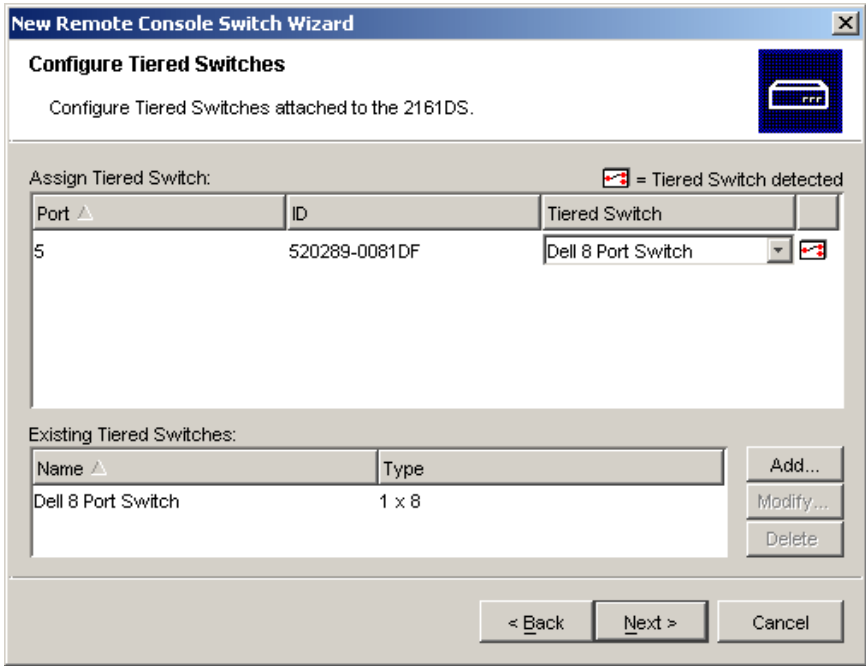 New Remote Console Switch Wizard
Configure Tiered Switches
Configure Tiered Switches attached to the 2161DS.
Assign Tiered Switch:
= Tiered Switch detected
Port ID Tiered Switch
5 520289-0081DF Dell 8 Port Switch
Existing Tiered Switches:
Name Type
Dell 8 Port Switch 1 x 8
Add...
Modify...
Delete
< Back Next > Cancel